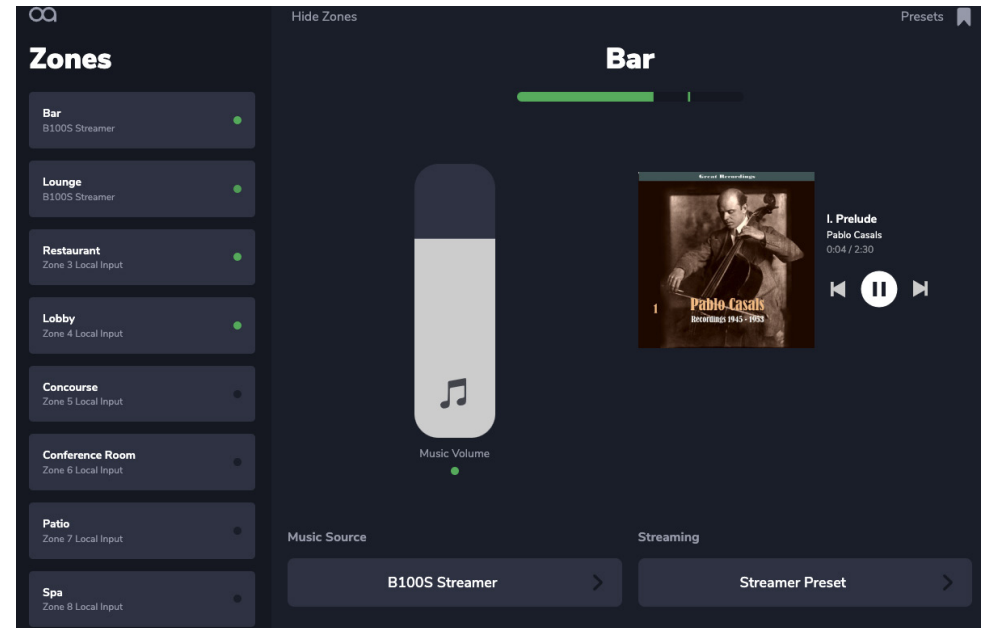 Hide Zones
Presets
Zones
Bar
B100S Streamer
Lounge
B100S Streamer
Restaurant
Zone 3 Local Input
Lobby
Zone 4 Local Input
Concourse
Zone 5 Local Input
Conference Room
Zone 6 Local Input
Patio
Zone 7 Local Input
Spa
Zone 8 Local Input
Bar
Great Recordings
1
Pablo Casals
Recordings 1945 - 1953
I. Prelude
Pablo Casals
0:04 / 2:30
Music Volume
Music Source
B100S Streamer
Streaming
Streamer Preset